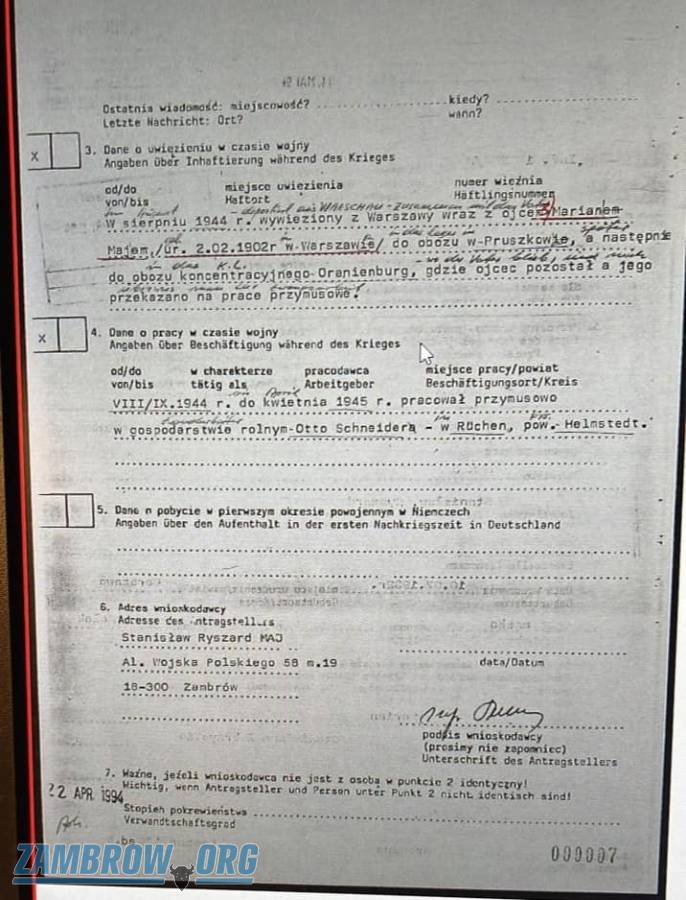 Ostatnia wiadomość: miejscowość? kiedy?
Letzte Nachricht: Ort? wann?
x
3. Dane o uwięzieniu w czasie wojny
Angaben über Inhaftierung während des Krieges
od/do miejsce uwięzienia numer więźnia
von/bis Haftort Häftlingsnummer
W sierpniu 1944 r. wywieziony z Warszawy wraz z ojcem Marianem
Majem /ur. 2.02.1902r w Warszawie/ do obozu w Pruszkowie, a następnie
do obozu koncentracyjnego Oranienburg, gdzie ojciec pozostał a jego
przekazano na prace przymusowe.
x
4. Dane o pracy w czasie wojny
Angaben über Beschäftigung während des Krieges
od/do w charakterze pracodawca miejsce pracy/powiat
von/bis tätig als Arbeitgeber Beschäftigungsort/Kreis
VIII/IX.1944 r. do kwietnia 1945 r. pracował przymusowo
w gospodarstwie rolnym Otto Schneidera - w Rüchen, pow. Helmstedt.
5. Dane o pobycie w pierwszym okresie powojennym w Niemczech
Angaben über den Aufenthalt in der ersten Nachkriegszeit in Deutschland
6. Adres wnioskodawcy
Adresse des Antragstellers
Stanisław Ryszard MAJ
Al. Wojska Polskiego 58 m.19
data/Datum
18-300 Zambrów
podpis wnioskodawcy
(prosimy nie zapomnieć)
Unterschrift des Antragstellers
7. Ważne, jeżeli wnioskodawca nie jest z osobą w punkcie 2 identyczny!
Wichtig, wenn Antragsteller und Person unter Punkt 2 nicht identisch sind!
22 APR. 1994
Stopień pokrewieństwa
Verwandtschaftsgrad
000007
ZAMBROW.ORG